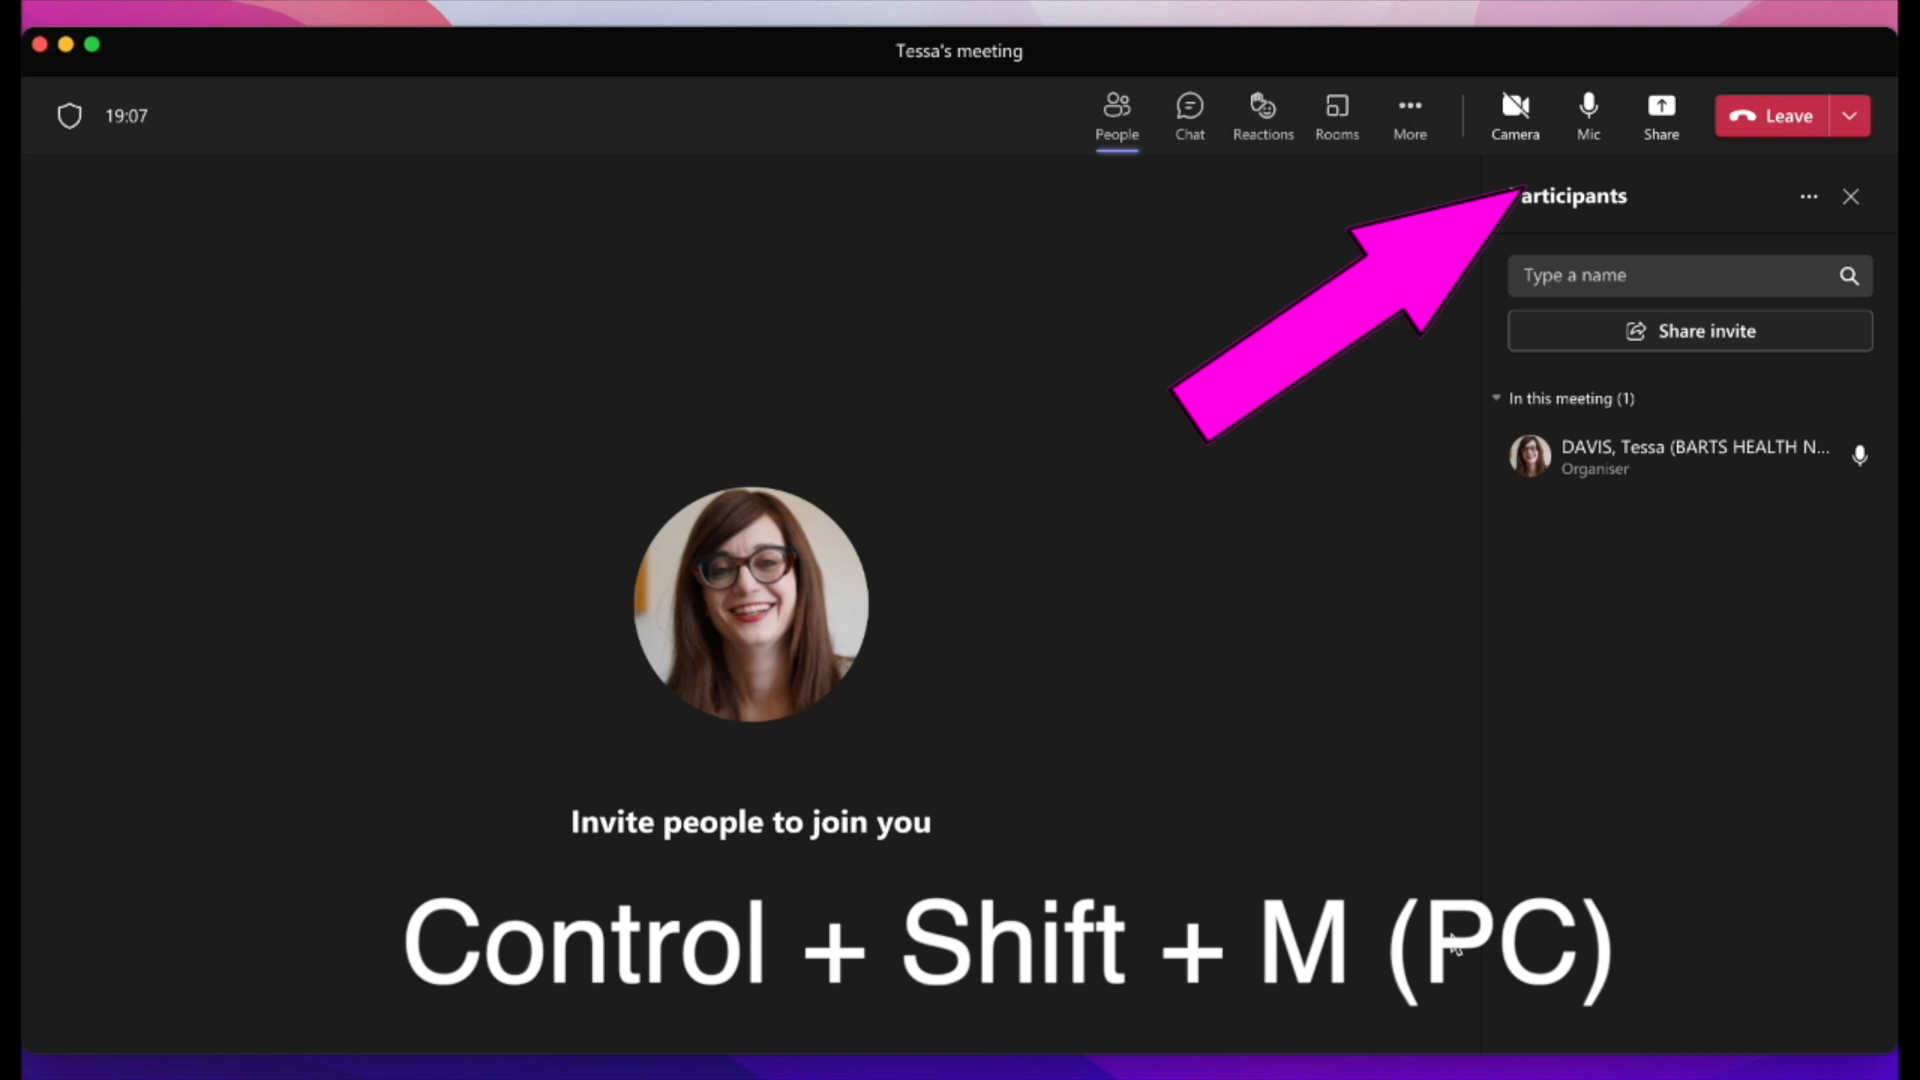 Tessa's meeting
19:07
People
Chat
Reactions
Rooms
More
Camera
Mic
Share
Leave
articipants
Type a name
Share invite
In this meeting (1)
DAVIS, Tessa (BARTS HEALTH N...
Organiser
Invite people to join you
Control + Shift + M (PC)